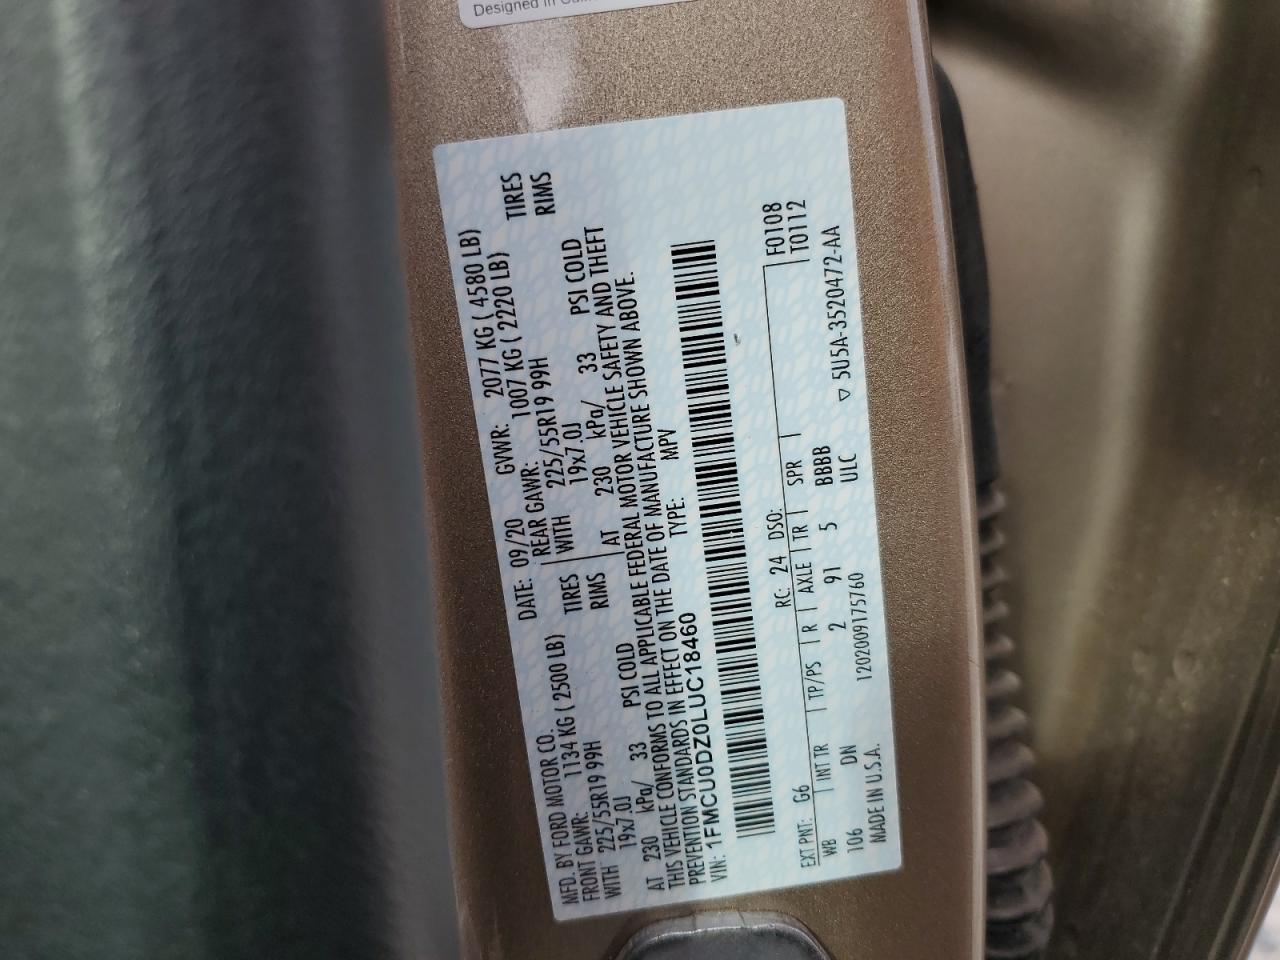 Designed in
MFD. BY FORD MOTOR CO. DATE: 09/20 GVWR: 2077 KG ( 4580 LB)
FRONT GAWR: 1134 KG ( 2500 LB) REAR GAWR: 1007 KG ( 2220 LB)
WITH 225/55R19 99H TIRES WITH 225/55R19 99H TIRES
19x7.0J RIMS 19x7.0J RIMS
AT 230 kPa/ 33 PSI COLD AT 230 kPa/ 33 PSI COLD
THIS VEHICLE CONFORMS TO ALL APPLICABLE FEDERAL MOTOR VEHICLE SAFETY AND THEFT
PREVENTION STANDARDS IN EFFECT ON THE DATE OF MANUFACTURE SHOWN ABOVE.
VIN: 1FMCU0DZ0LUC18460 TYPE: MPV
F0108
T0112
EXT PNT: G6 RC: 24 DSO:
WB INT TR TP/PS R AXLE TR SPR
106 DN 2 91 5 BBBB
ULC
MADE IN U.S.A. 1202009175760 ▽ 5U5A-3520472-AA